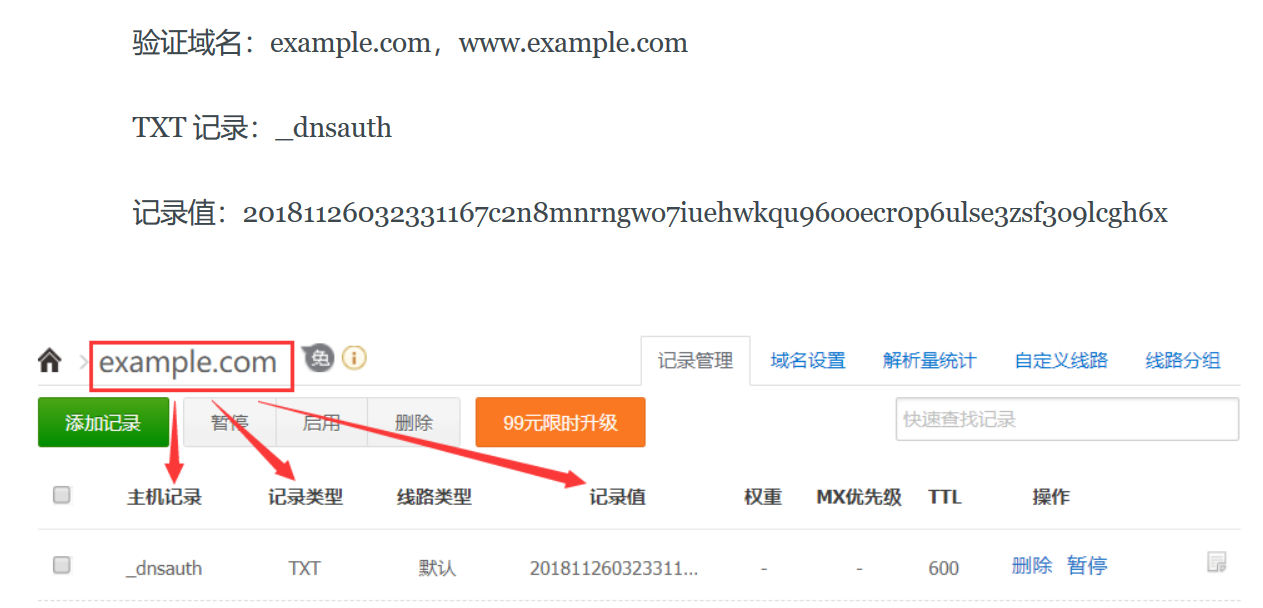 验证域名：example.com，www.example.com
TXT 记录：_dnsauth
记录值：20181126032331167c2n8mnrngwo7iuehwkqu96ooecr0p6ulse3zsf3o9lcgh6x
example.com 免 i
记录管理 域名设置 解析量统计 自定义线路 线路分组
添加记录 暂停 启用 删除 99元限时升级 快速查找记录
主机记录 记录类型 线路类型 记录值 权重 MX优先级 TTL 操作
_dnsauth TXT 默认 201811260323311... - - 600 删除 暂停